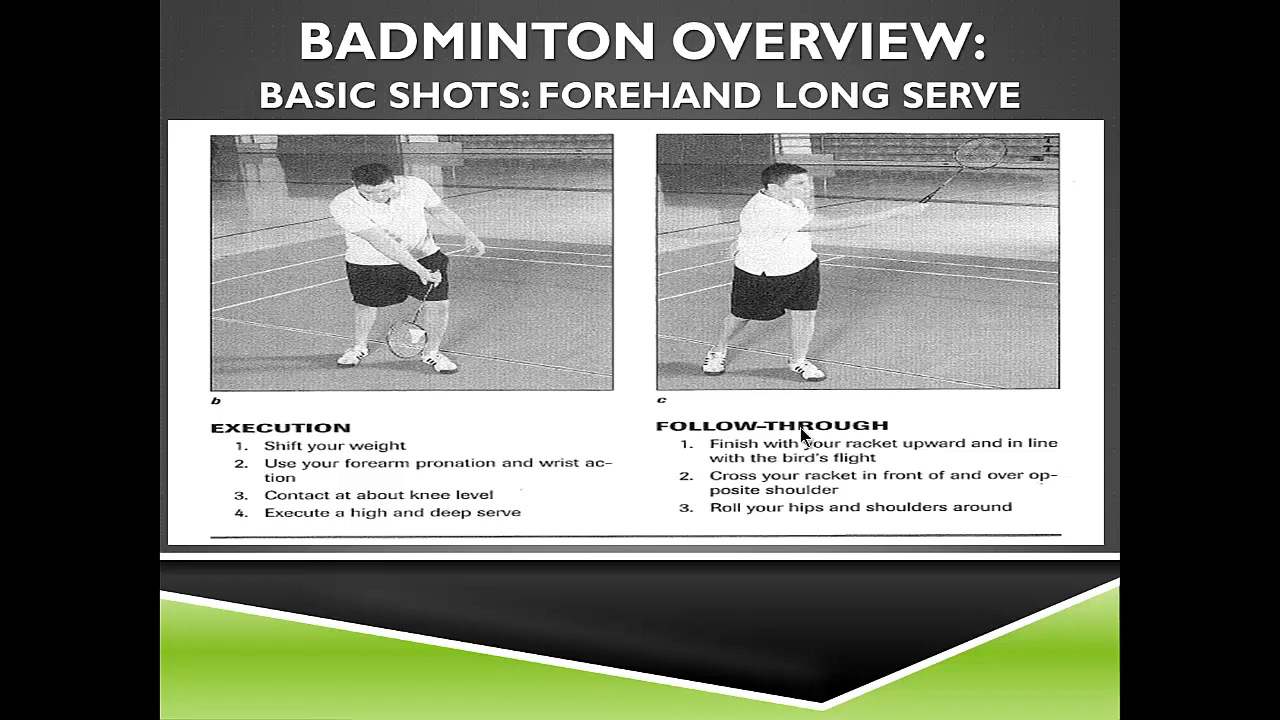 BADMINTON OVERVIEW:
BASIC SHOTS: FOREHAND LONG SERVE
b
EXECUTION
1. Shift your weight
2. Use your forearm pronation and wrist ac-
tion
3. Contact at about knee level
4. Execute a high and deep serve
c
FOLLOW-THROUGH
1. Finish with your racket upward and in line
with the bird's flight
2. Cross your racket in front of and over op-
posite shoulder
3. Roll your hips and shoulders around